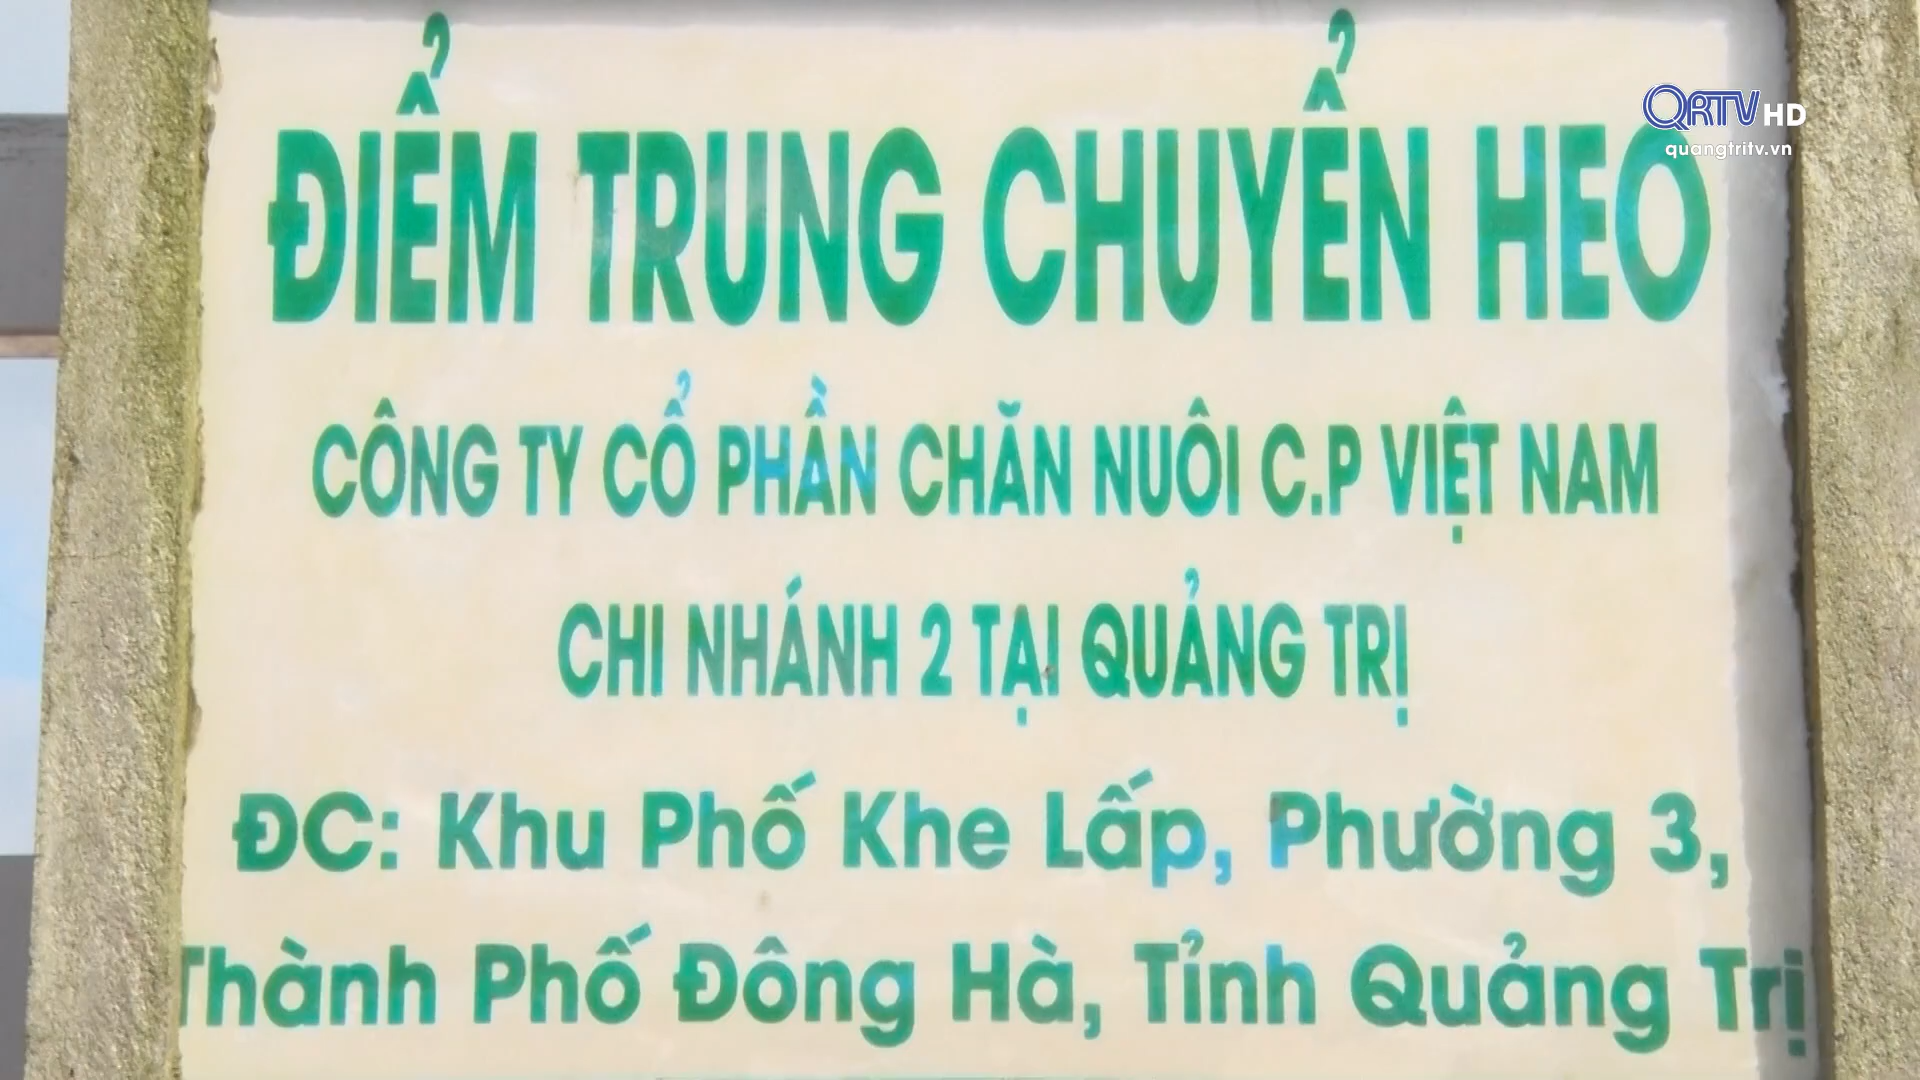 QRTV HD
quangtritv.vn
ĐIỂM TRUNG CHUYỂN HEO
CÔNG TY CỔ PHẦN CHĂN NUÔI C.P VIỆT NAM
CHI NHÁNH 2 TẠI QUẢNG TRỊ
ĐC: Khu Phố Khe Lấp, Phường 3,
Thành Phố Đông Hà, Tỉnh Quảng Trị